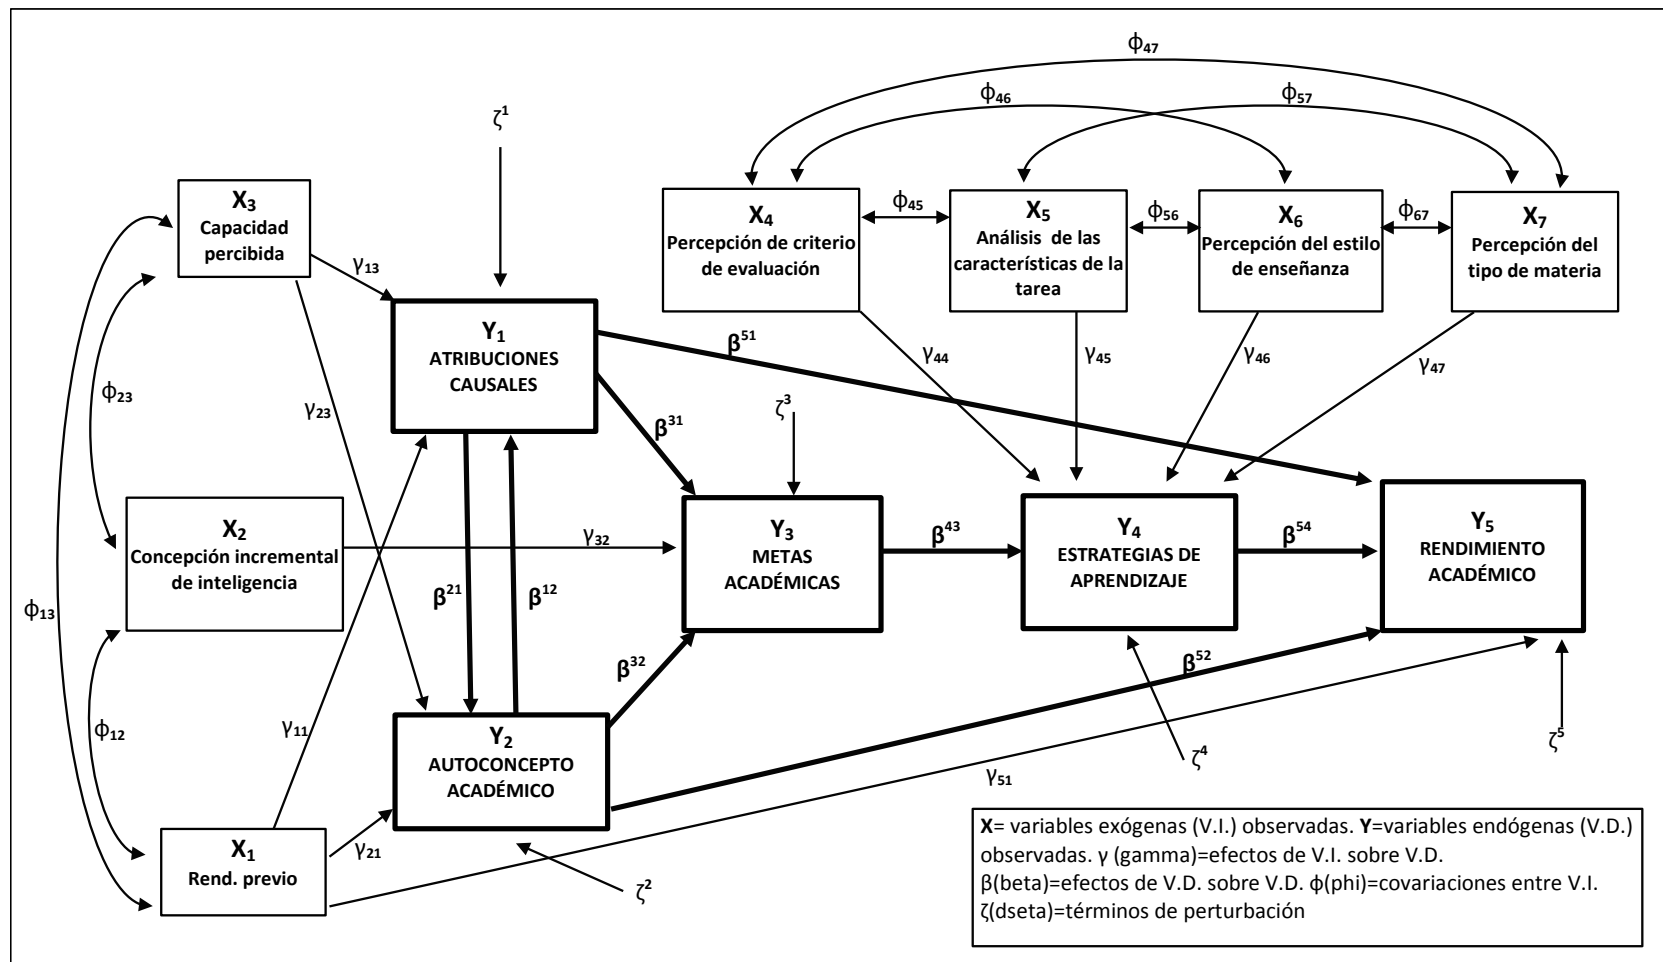 ϕ47
ϕ46
ϕ57
ζ1
X3
Capacidad
percibida
X4
Percepción de criterio
de evaluación
ϕ45
X5
Análisis de las
características de la
tarea
ϕ56
X6
Percepción del estilo
de enseñanza
ϕ67
X7
Percepción del
tipo de materia
γ13
Y1
ATRIBUCIONES
CAUSALES
β51
γ44
γ45
γ46
γ47
ϕ23
γ23
β31
ζ3
X2
Concepción incremental
de inteligencia
γ32
Y3
METAS
ACADÉMICAS
β43
Y4
ESTRATEGIAS DE
APRENDIZAJE
β54
Y5
RENDIMIENTO
ACADÉMICO
ϕ13
β21
β12
β32
β52
ϕ12
γ11
Y2
AUTOCONCEPTO
ACADÉMICO
ζ4
ζ5
γ51
X1
Rend. previo
γ21
ζ2
X= variables exógenas (V.I.) observadas. Y=variables endógenas (V.D.)
observadas. γ (gamma)=efectos de V.I. sobre V.D.
β(beta)=efectos de V.D. sobre V.D. ϕ(phi)=covariaciones entre V.I.
ζ(dseta)=términos de perturbación